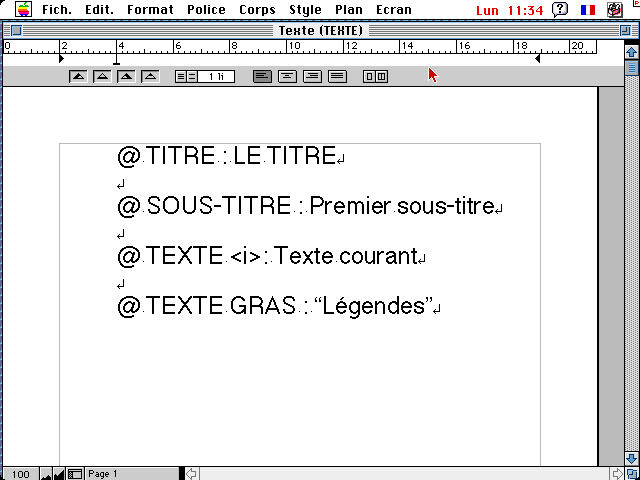 Fich. Edit. Format Police Corps Style Plan Ecran Lun 11:34
Texte (TEXTE)
0 2 4 6 8 10 12 14 16 18 20
1 li
@ TITRE : LE TITRE
@ SOUS-TITRE : Premier sous-titre
@ TEXTE <i>: Texte courant
@ TEXTE GRAS : “Légendes”
100 Page 1